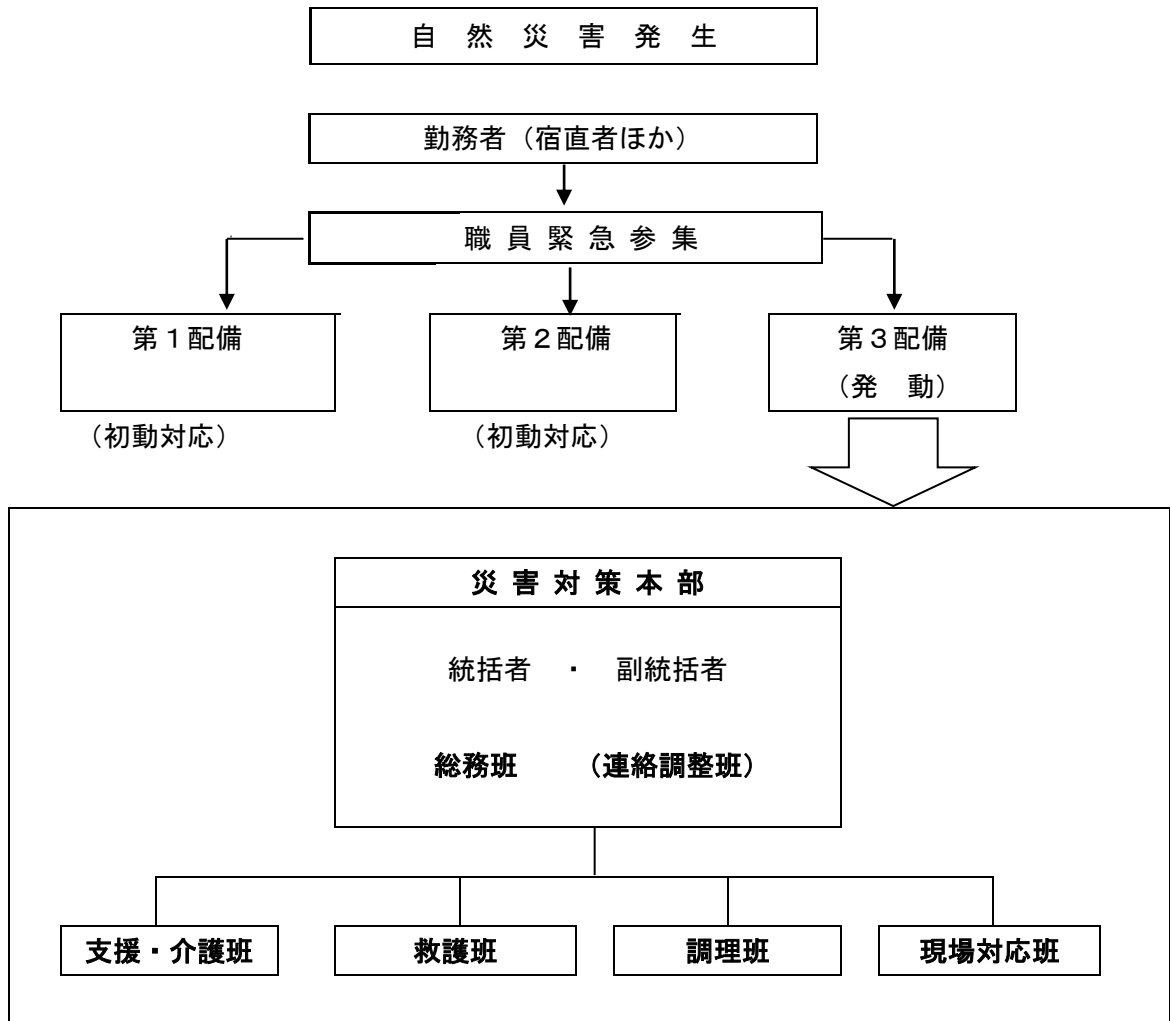 自 然 災 害 発 生
勤務者（宿直者ほか）
職 員 緊 急 参 集
第１配備 第２配備 第３配備
（発 動）
（初動対応） （初動対応）
災 害 対 策 本 部
統括者 ・ 副統括者
総務班 （連絡調整班）
支援・介護班 救護班 調理班 現場対応班